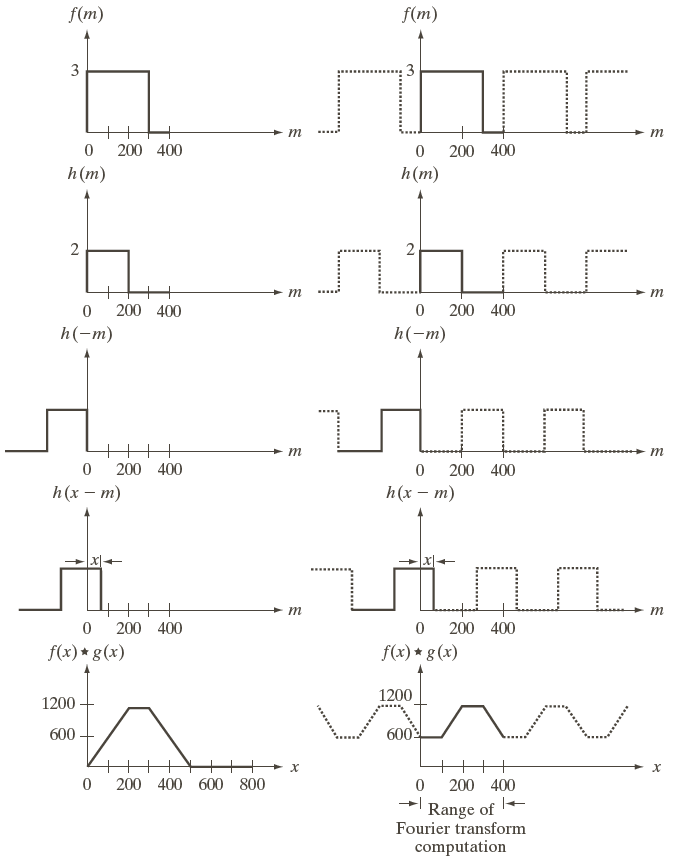 f(m) f(m)
3 3
m m
0 200 400 0 200 400
h(m) h(m)
2 2
m m
0 200 400 0 200 400
h(−m) h(−m)
m m
0 200 400 0 200 400
h(x − m) h(x − m)
x x
m m
0 200 400 0 200 400
f(x) ★ g(x) f(x) ★ g(x)
1200 1200
600 600
x x
0 200 400 600 800 0 200 400
Range of
Fourier transform
computation